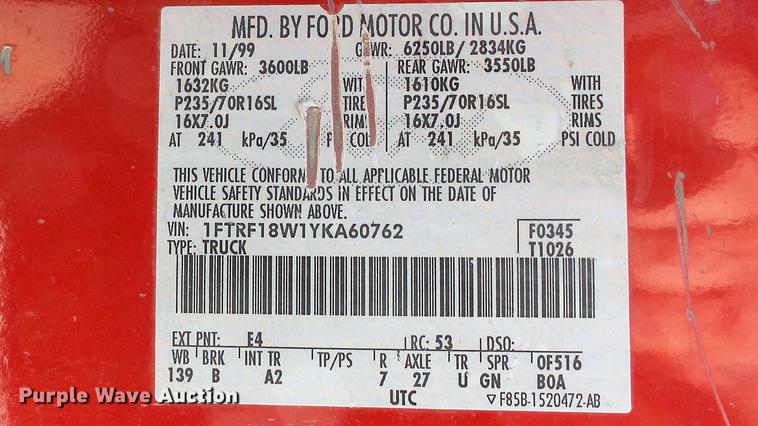 MFD. BY FORD MOTOR CO. IN U.S.A.
DATE: 11/99 GVWR: 6250LB/ 2834KG
FRONT GAWR: 3600LB REAR GAWR: 3550LB
1632KG WITH 1610KG WITH
P235/70R16SL TIRES P235/70R16SL TIRES
16X7.0J RIMS 16X7.0J RIMS
AT 241 kPa/35 PSI COLD AT 241 kPa/35 PSI COLD
THIS VEHICLE CONFORMS TO ALL APPLICABLE FEDERAL MOTOR
VEHICLE SAFETY STANDARDS IN EFFECT ON THE DATE OF
MANUFACTURE SHOWN ABOVE.
VIN: 1FTRF18W1YKA60762 F0345
TYPE: TRUCK T1026
EXT PNT: E4 RC: 53 DSO:
WB BRK INT TR TP/PS R AXLE TR SPR 0F516
139 B A2 7 27 U GN B0A
UTC ▽F85B-1520472-AB
Purple Wave Auction